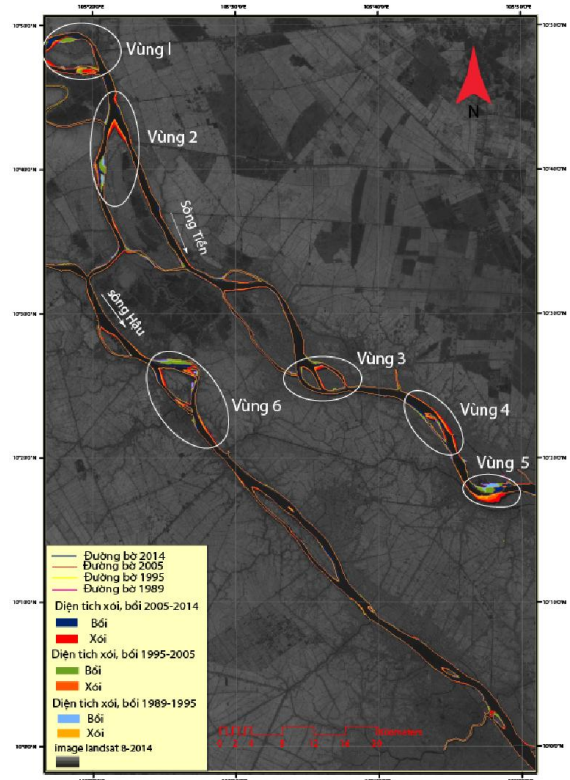 Vùng 1
Vùng 2
Sông Tiền
sông Hậu
Vùng 3
Vùng 6
Vùng 4
Vùng 5
N
Đường bờ 2014
Đường bờ 2005
Đường bờ 1995
Đường bờ 1989
Diện tích xói, bồi 2005-2014
Bồi
Xói
Diện tích xói, bồi 1995-2005
Bồi
Xói
Diện tích xói, bồi 1989-1995
Bồi
Xói
image landsat 8-2014